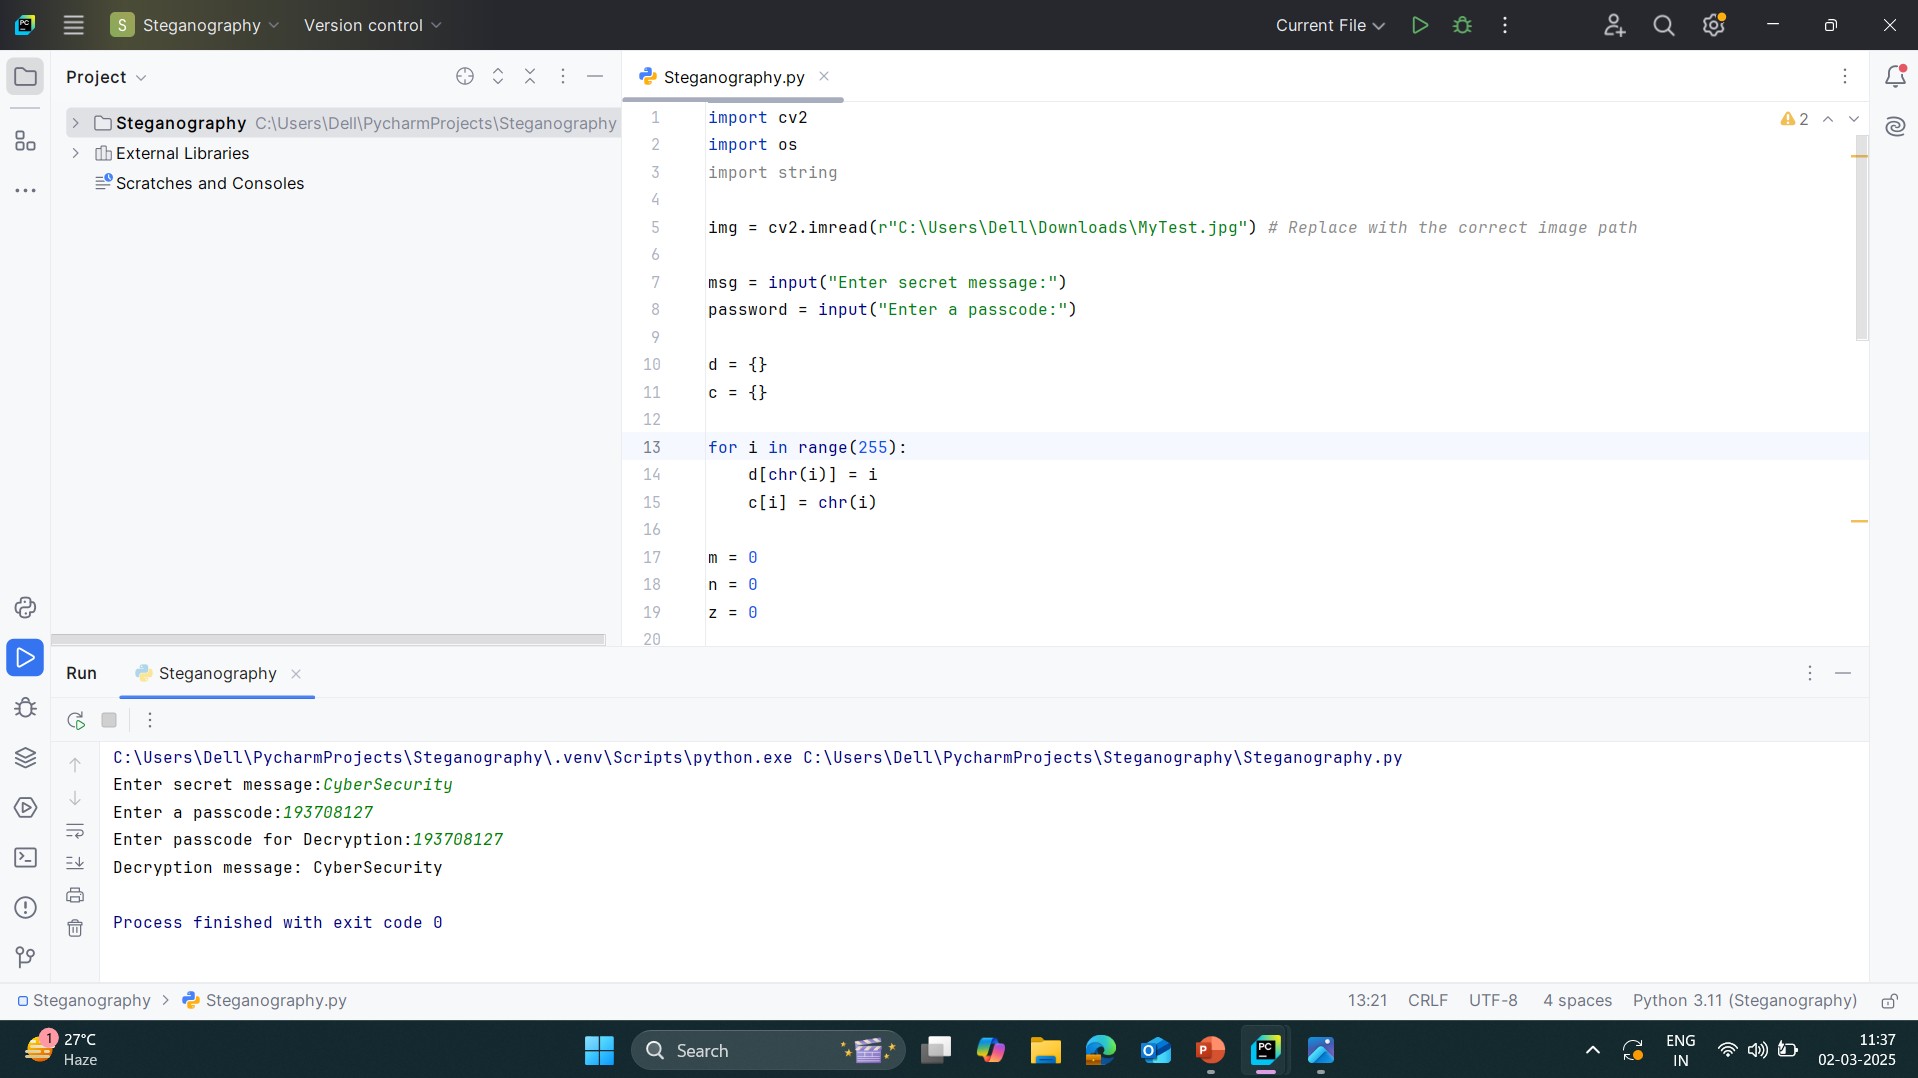 S Steganography Version control Current File
Project
Steganography C:\Users\Dell\PycharmProjects\Steganography
External Libraries
Scratches and Consoles
Steganography.py
2
1 import cv2
2 import os
3 import string
4
5 img = cv2.imread(r"C:\Users\Dell\Downloads\MyTest.jpg") # Replace with the correct image path
6
7 msg = input("Enter secret message:")
8 password = input("Enter a passcode:")
9
10 d = {}
11 c = {}
12
13 for i in range(255):
14 d[chr(i)] = i
15 c[i] = chr(i)
16
17 m = 0
18 n = 0
19 z = 0
20
Run Steganography
C:\Users\Dell\PycharmProjects\Steganography\.venv\Scripts\python.exe C:\Users\Dell\PycharmProjects\Steganography\Steganography.py
Enter secret message:CyberSecurity
Enter a passcode:193708127
Enter passcode for Decryption:193708127
Decryption message: CyberSecurity
Process finished with exit code 0
Steganography > Steganography.py 13:21 CRLF UTF-8 4 spaces Python 3.11 (Steganography)
1 27°C
Haze
Search
ENG
IN
11:37
02-03-2025